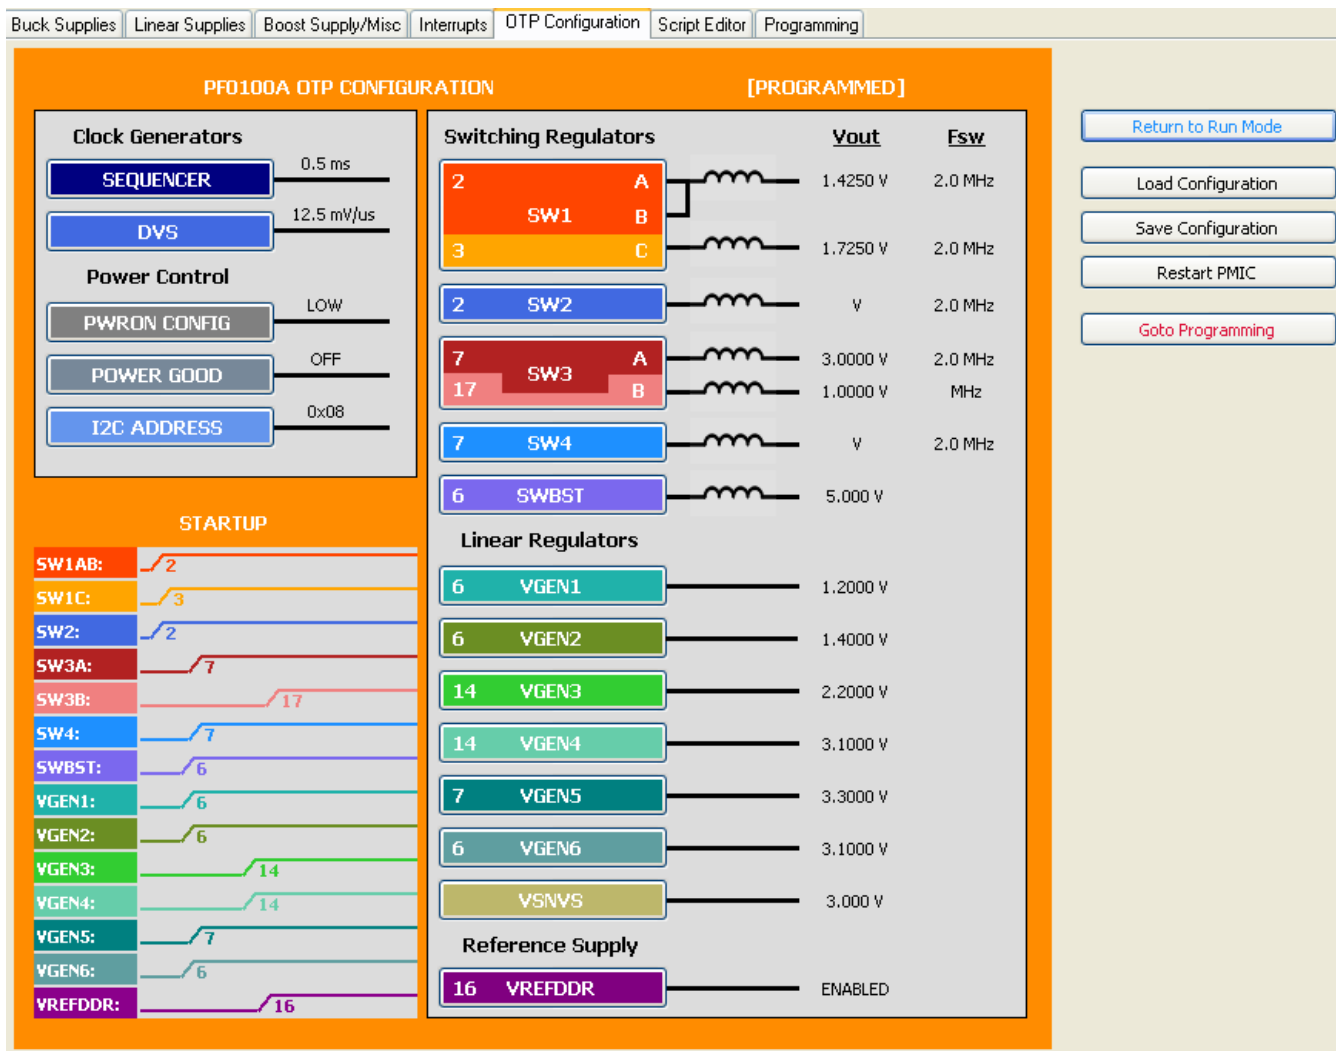 Buck Supplies Linear Supplies Boost Supply/Misc Interrupts OTP Configuration Script Editor Programming
PF0100A OTP CONFIGURATION [PROGRAMMED]
Clock Generators
SEQUENCER 0.5 ms
DVS 12.5 mV/us
Power Control
PWRON CONFIG LOW
POWER GOOD OFF
I2C ADDRESS 0x08
STARTUP
SW1AB: 2
SW1C: 3
SW2: 2
SW3A: 7
SW3B: 17
SW4: 7
SWBST: 6
VGEN1: 6
VGEN2: 6
VGEN3: 14
VGEN4: 14
VGEN5: 7
VGEN6: 6
VREFDDR: 16
Switching Regulators Vout Fsw
2 A 1.4250 V 2.0 MHz
SW1 B
3 C 1.7250 V 2.0 MHz
2 SW2 V 2.0 MHz
7 A 3.0000 V 2.0 MHz
SW3
17 B 1.0000 V MHz
7 SW4 V 2.0 MHz
6 SWBST 5.000 V
Linear Regulators
6 VGEN1 1.2000 V
6 VGEN2 1.4000 V
14 VGEN3 2.2000 V
14 VGEN4 3.1000 V
7 VGEN5 3.3000 V
6 VGEN6 3.1000 V
VSNVS 3.000 V
Reference Supply
16 VREFDDR ENABLED
Return to Run Mode
Load Configuration
Save Configuration
Restart PMIC
Goto Programming